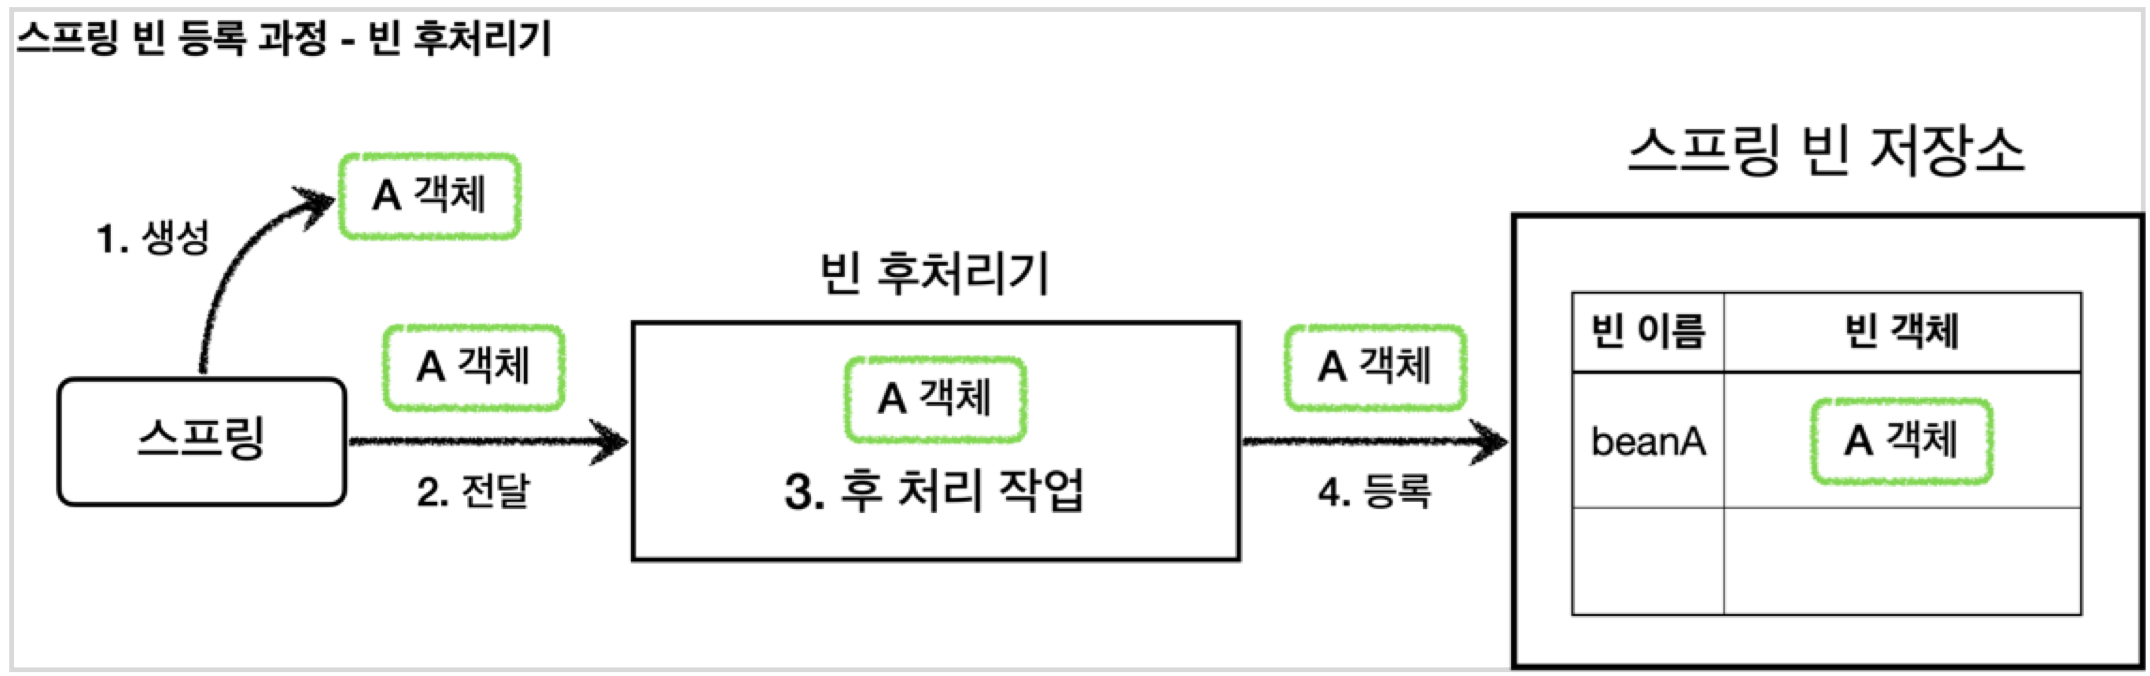 스프링 빈 등록 과정 - 빈 후처리기
스프링 빈 저장소
A 객체
1. 생성
빈 후처리기
스프링
A 객체
2. 전달
A 객체
3. 후 처리 작업
A 객체
4. 등록
빈 이름 빈 객체
beanA A 객체